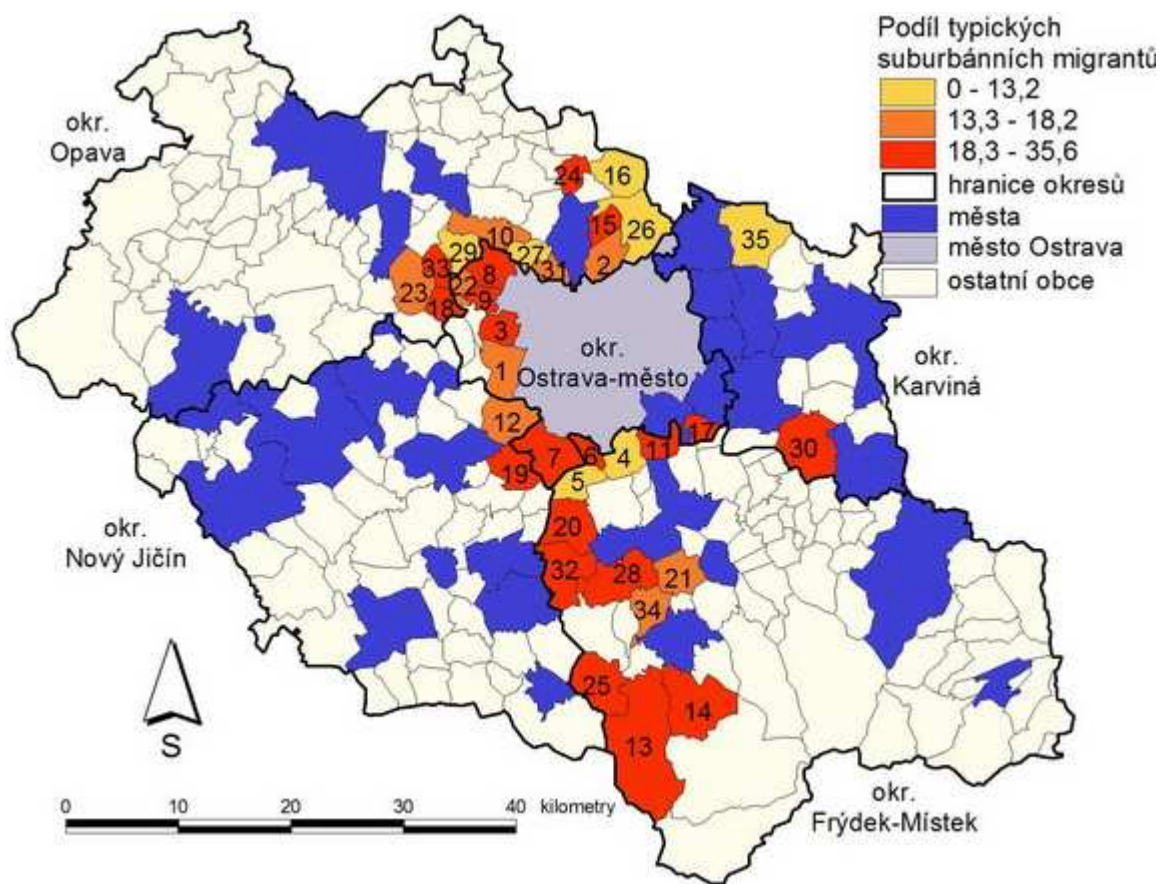 Podíl typických
suburbánních migrantů
0 - 13,2
13,3 - 18,2
18,3 - 35,6
hranice okresů
města
město Ostrava
ostatní obce
okr.
Opava
24
16
15
26
35
10
29
27
31
2
33
8
22
23
9
18
3
okr.
Ostrava-město
1
okr.
Karviná
12
17
30
7
6
4
11
19
5
20
okr.
Nový Jičín
32
28
21
34
25
14
13
S
0
10
20
30
40
kilometry
okr.
Frýdek-Místek